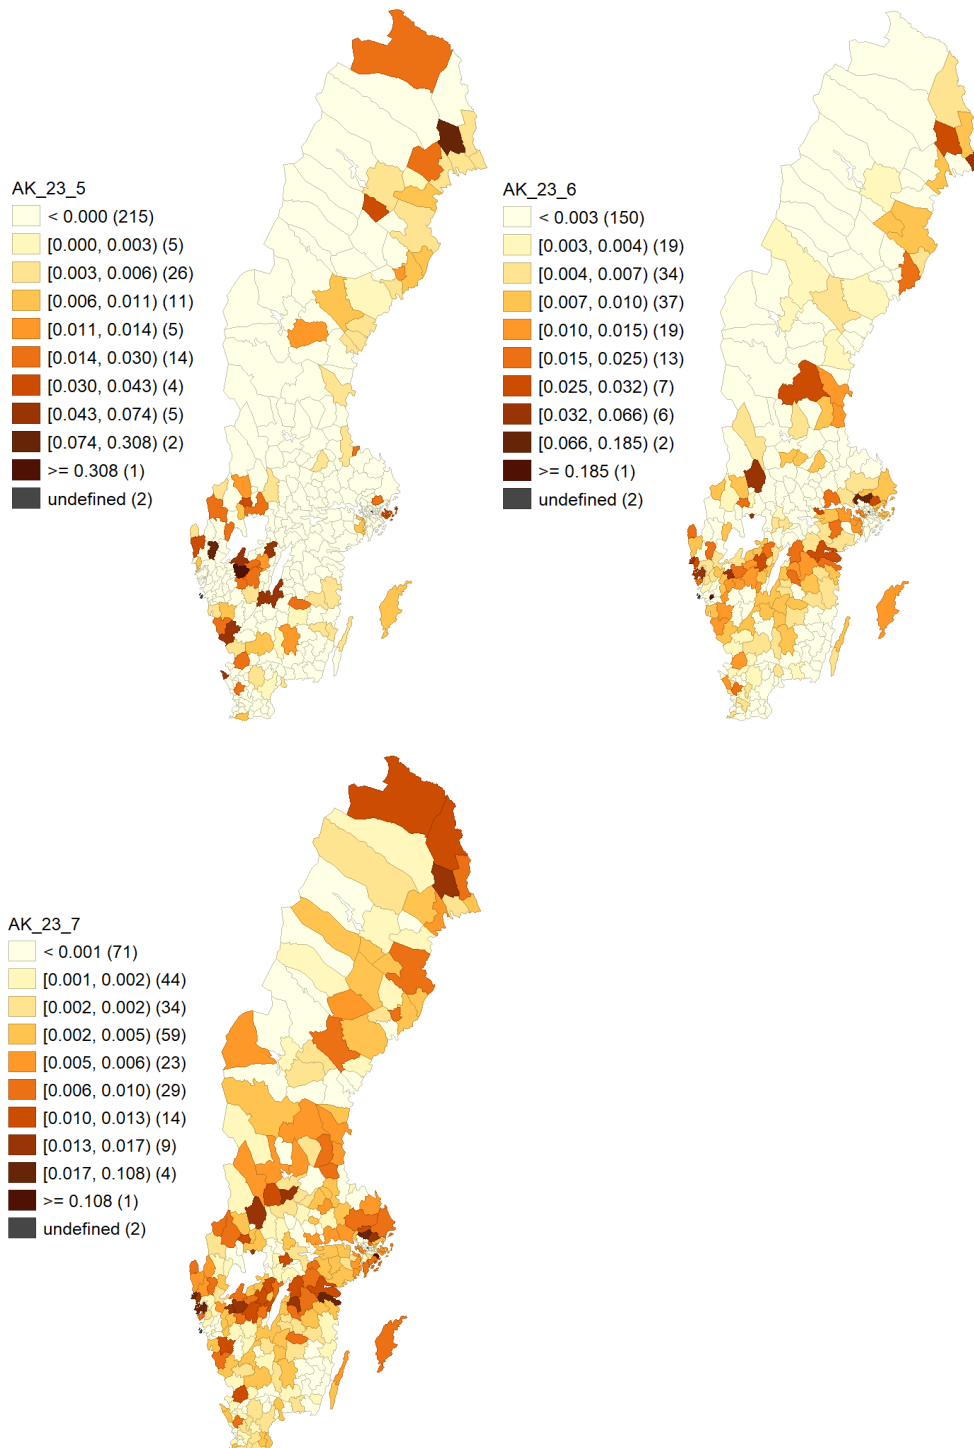 AK_23_5
< 0.000 (215)
[0.000, 0.003) (5)
[0.003, 0.006) (26)
[0.006, 0.011) (11)
[0.011, 0.014) (5)
[0.014, 0.030) (14)
[0.030, 0.043) (4)
[0.043, 0.074) (5)
[0.074, 0.308) (2)
>= 0.308 (1)
undefined (2)
AK_23_6
< 0.003 (150)
[0.003, 0.004) (19)
[0.004, 0.007) (34)
[0.007, 0.010) (37)
[0.010, 0.015) (19)
[0.015, 0.025) (13)
[0.025, 0.032) (7)
[0.032, 0.066) (6)
[0.066, 0.185) (2)
>= 0.185 (1)
undefined (2)
AK_23_7
< 0.001 (71)
[0.001, 0.002) (44)
[0.002, 0.002) (34)
[0.002, 0.005) (59)
[0.005, 0.006) (23)
[0.006, 0.010) (29)
[0.010, 0.013) (14)
[0.013, 0.017) (9)
[0.017, 0.108) (4)
>= 0.108 (1)
undefined (2)